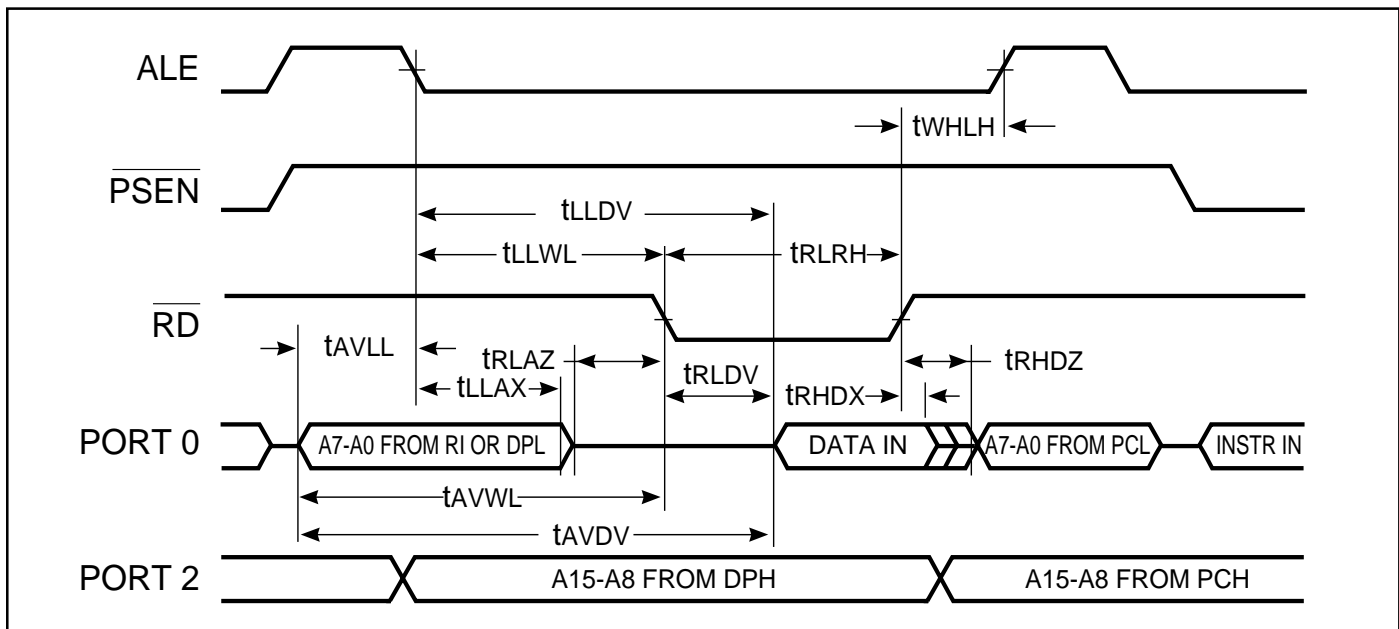 ALE
tWHLH
PSEN
tLLDV
tLLWL
tRLRH
RD
tAVLL
tRLAZ
tLLAX
tRLDV
tRHDX
tRHDZ
PORT 0
A7-A0 FROM RI OR DPL
DATA IN
A7-A0 FROM PCL
INSTR IN
tAVWL
tAVDV
PORT 2
A15-A8 FROM DPH
A15-A8 FROM PCH